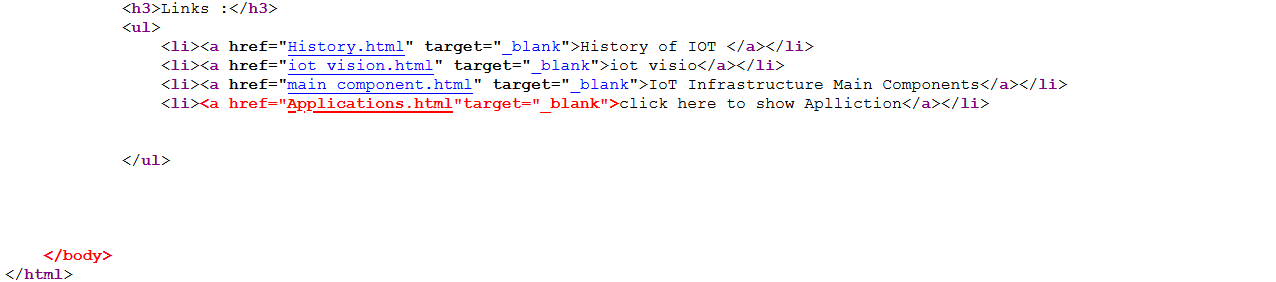 <h3>Links :</h3>
<ul>
<li><a href="History.html" target="_blank">History of IOT </a></li>
<li><a href="iot vision.html" target="_blank">iot visio</a></li>
<li><a href="main component.html" target="_blank">IoT Infrastructure Main Components</a></li>
<li><a href="Applications.html"target="_blank">click here to show Aplliction</a></li>
</ul>
</body>
</html>